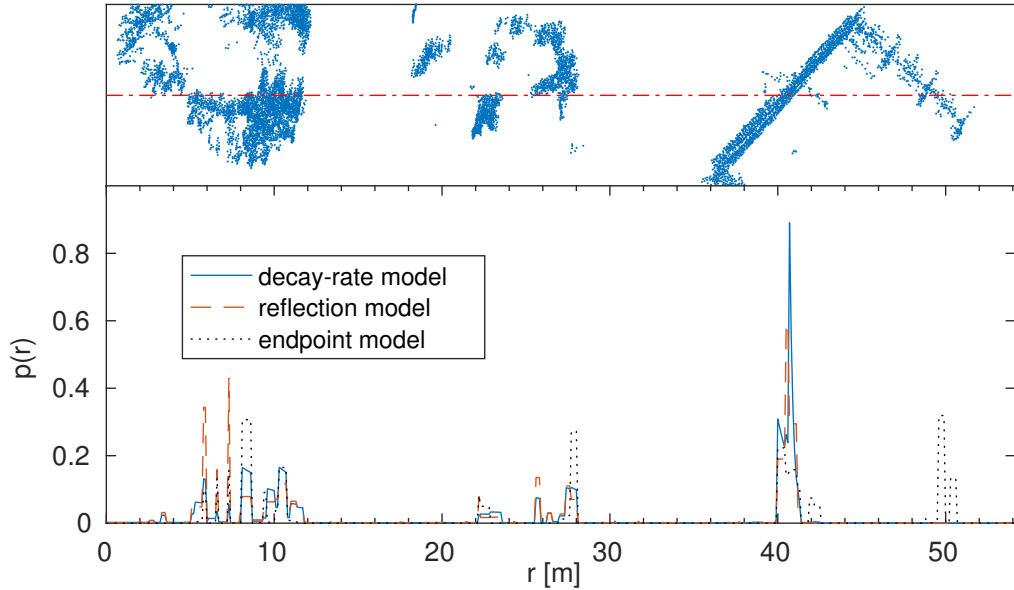 0.8
0.6
0.4
0.2
0
p(r)
decay-rate model
reflection model
endpoint model
0 10 20 30 40 50
r [m]